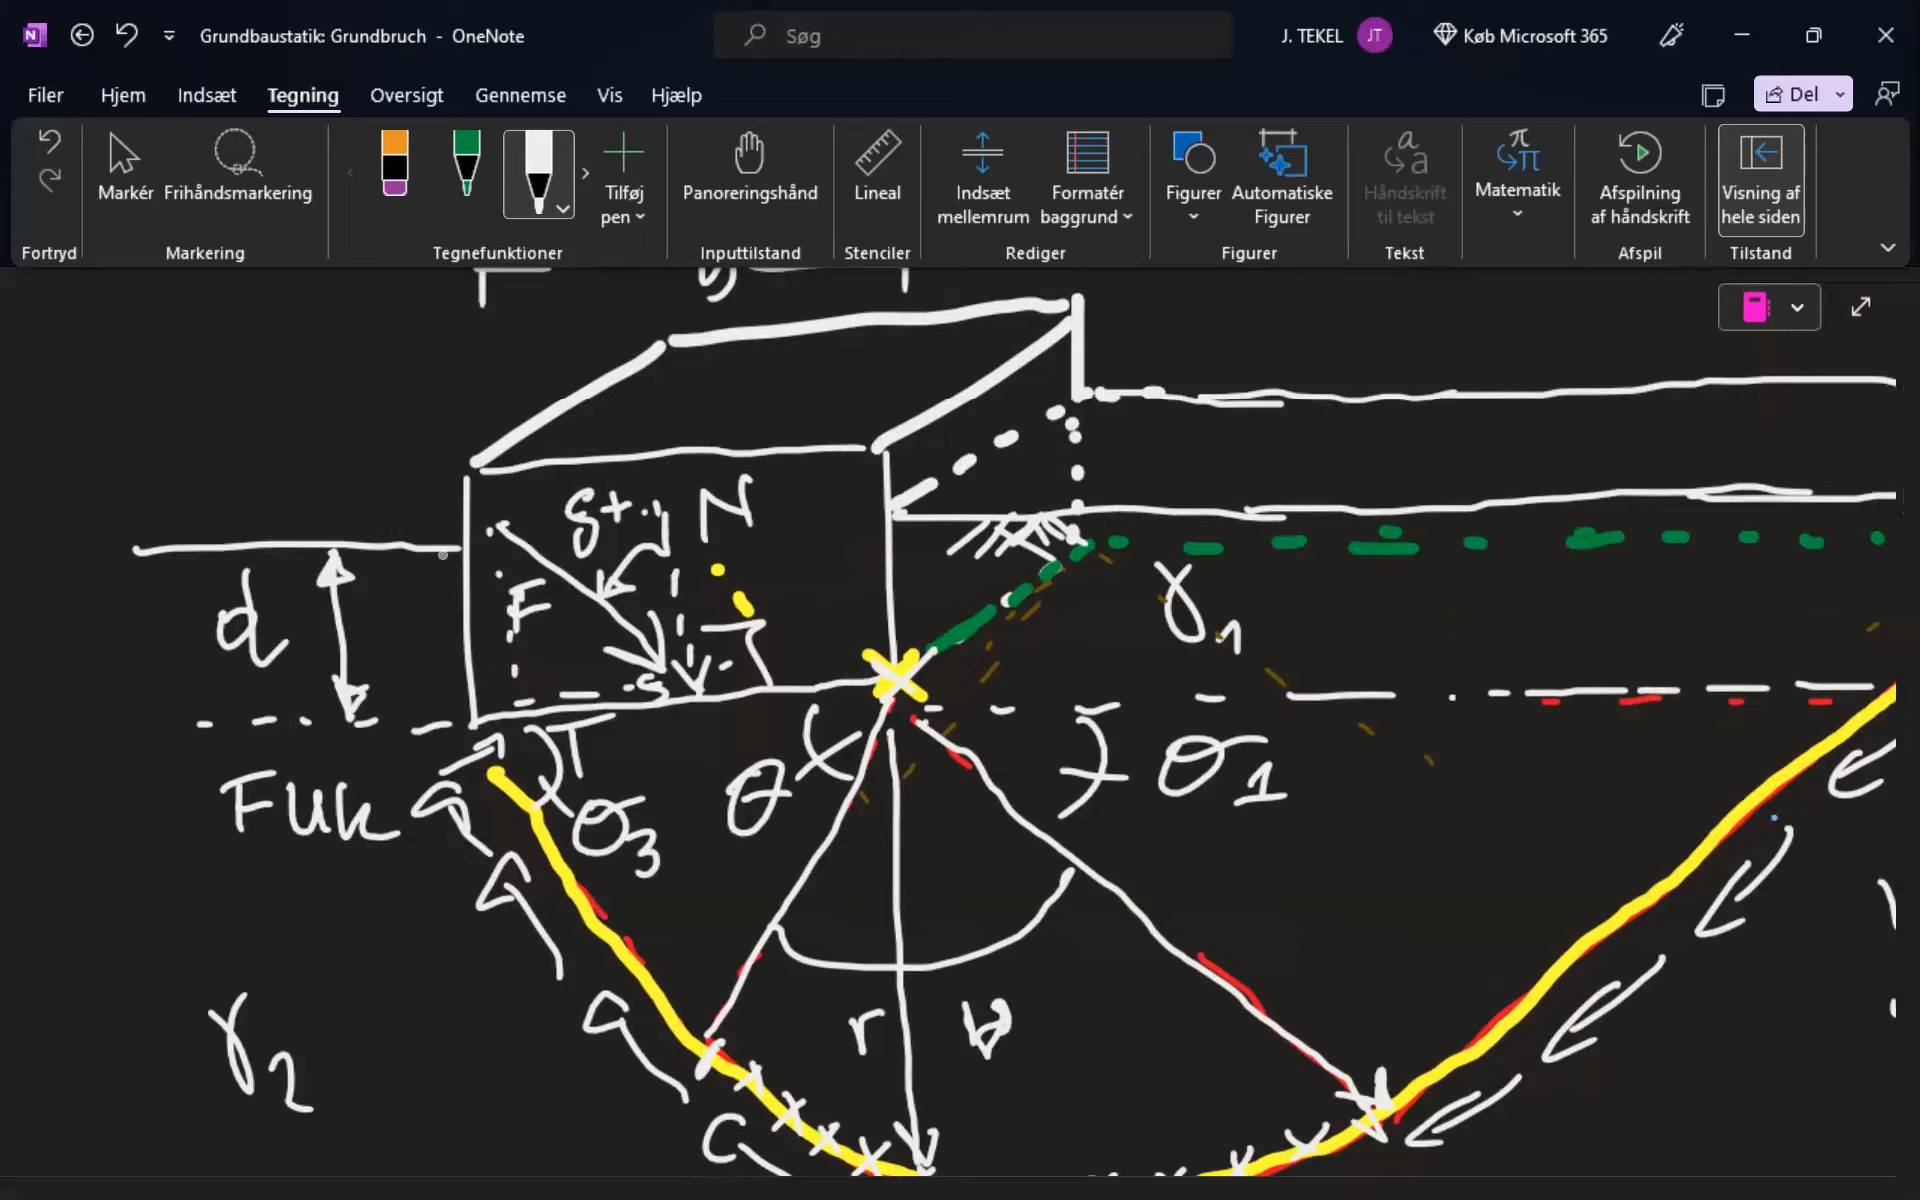 Grundbaustatik: Grundbruch - OneNote
Søg
J. TEKEL
JT
Køb Microsoft 365
Filer
Hjem
Indsæt
Tegning
Oversigt
Gennemse
Vis
Hjælp
Del
Markér
Frihåndsmarkering
Tilføj
pen
Panoreringshånd
Lineal
Indsæt
mellemrum
Formatér
baggrund
Figurer
Automatiske
Figurer
Håndskrift
til tekst
Matematik
Afspilning
af håndskrift
Visning af
hele siden
Fortryd
Markering
Tegnefunktioner
Inputtilstand
Stenciler
Rediger
Figurer
Tekst
Afspil
Tilstand
N
F
d
γ1
T
FUK
r
γ2
C